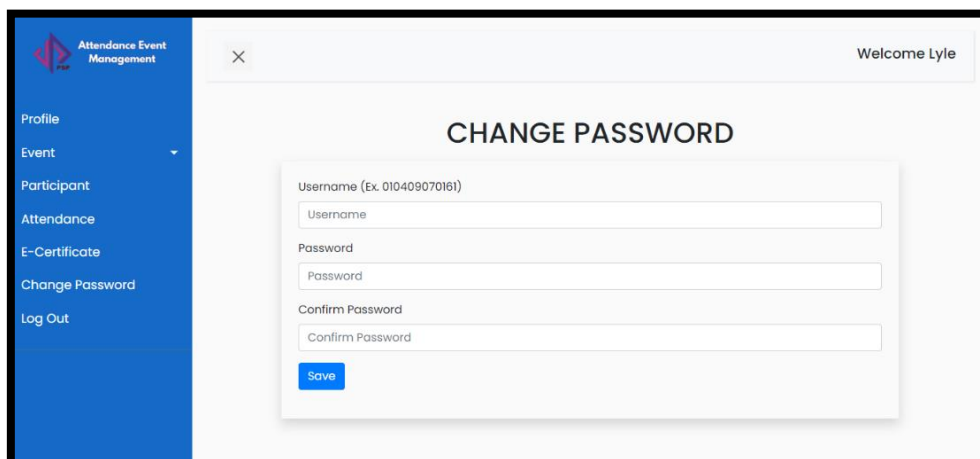 Attendance Event
Management
PSP
Welcome Lyle
Profile
Event
Participant
Attendance
E-Certificate
Change Password
Log Out
CHANGE PASSWORD
Username (Ex. 010409070161)
Username
Password
Password
Confirm Password
Confirm Password
Save